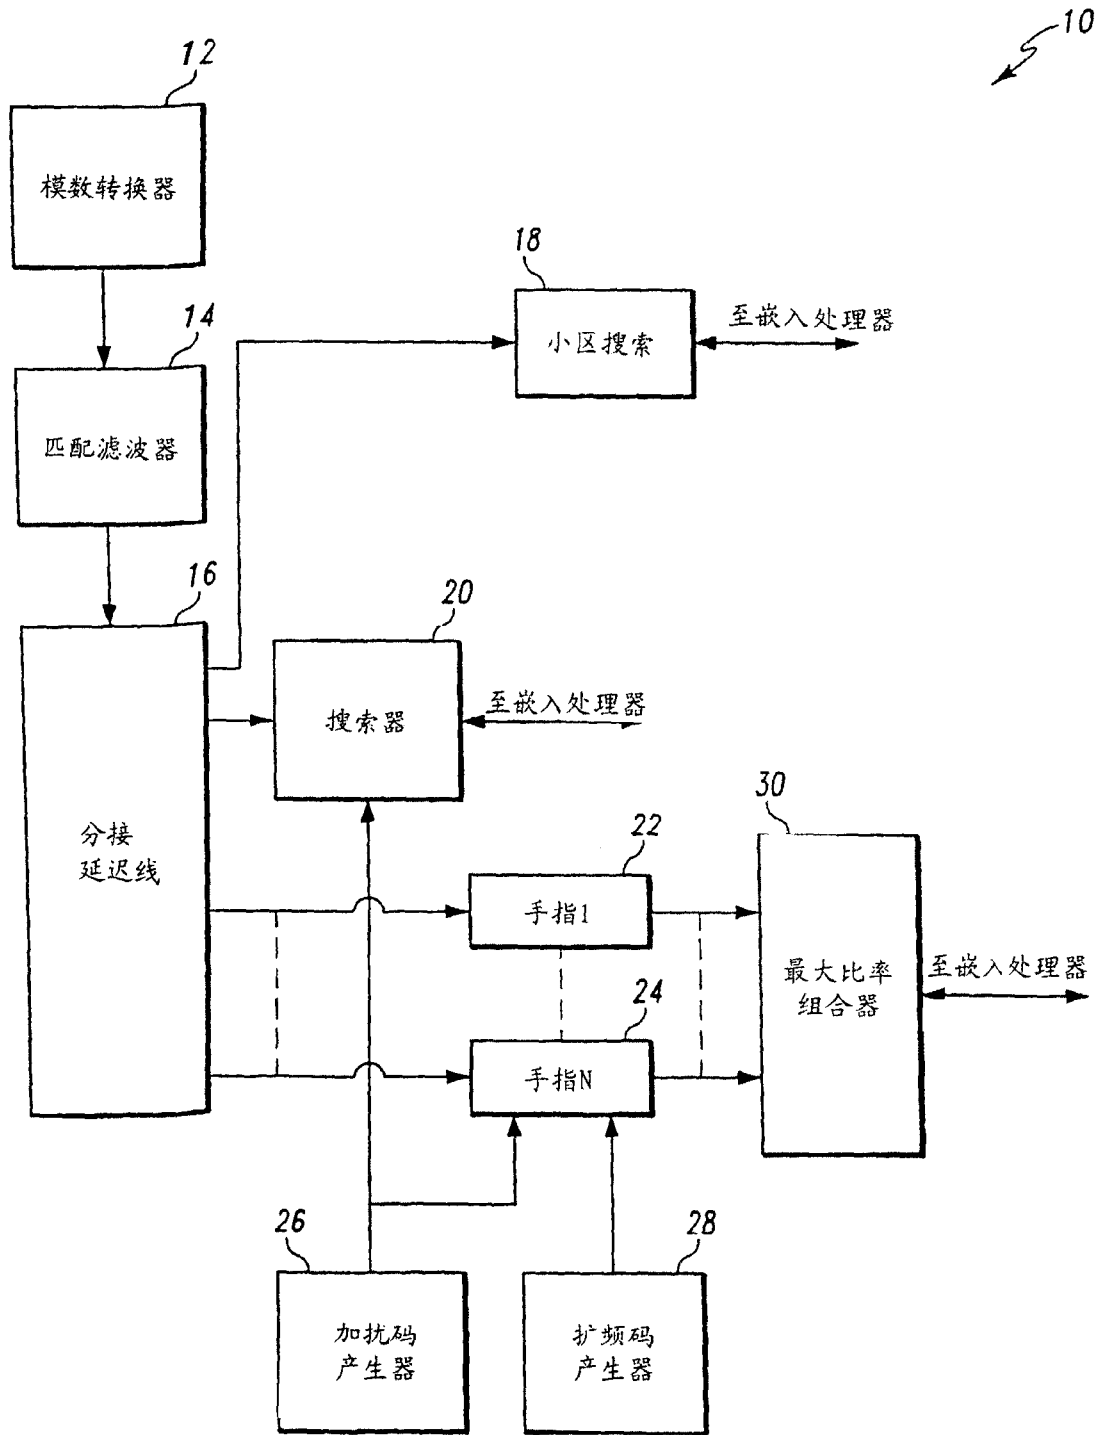 10
12
模数转换器
18
小区搜索
至嵌入处理器
14
匹配滤波器
16
分接
延迟线
20
搜索器
至嵌入处理器
22
手指1
24
手指N
30
最大比率
组合器
至嵌入处理器
26
加扰码
产生器
28
扩频码
产生器